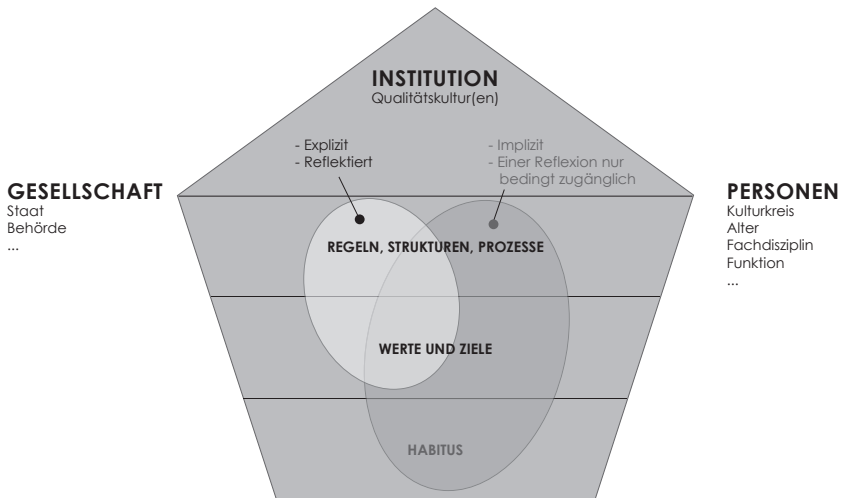 INSTITUTION
Qualitätskultur(en)
- Explizit
- Reflektiert
- Implizit
- Einer Reflexion nur
bedingt zugänglich
GESELLSCHAFT
Staat
Behörde
...
PERSONEN
Kulturkreis
Alter
Fachdisziplin
Funktion
...
REGELN, STRUKTUREN, PROZESSE
WERTE UND ZIELE
HABITUS